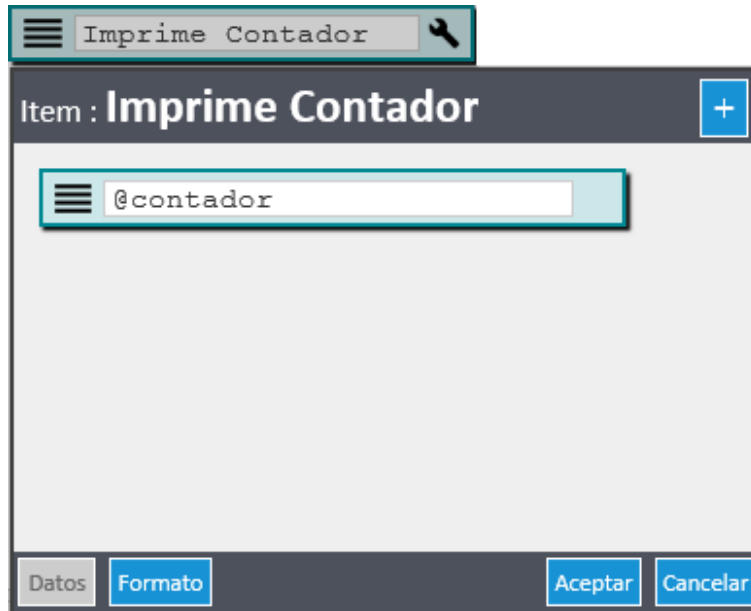 Imprime Contador
Item : Imprime Contador +
@contador
Datos Formato Aceptar Cancelar